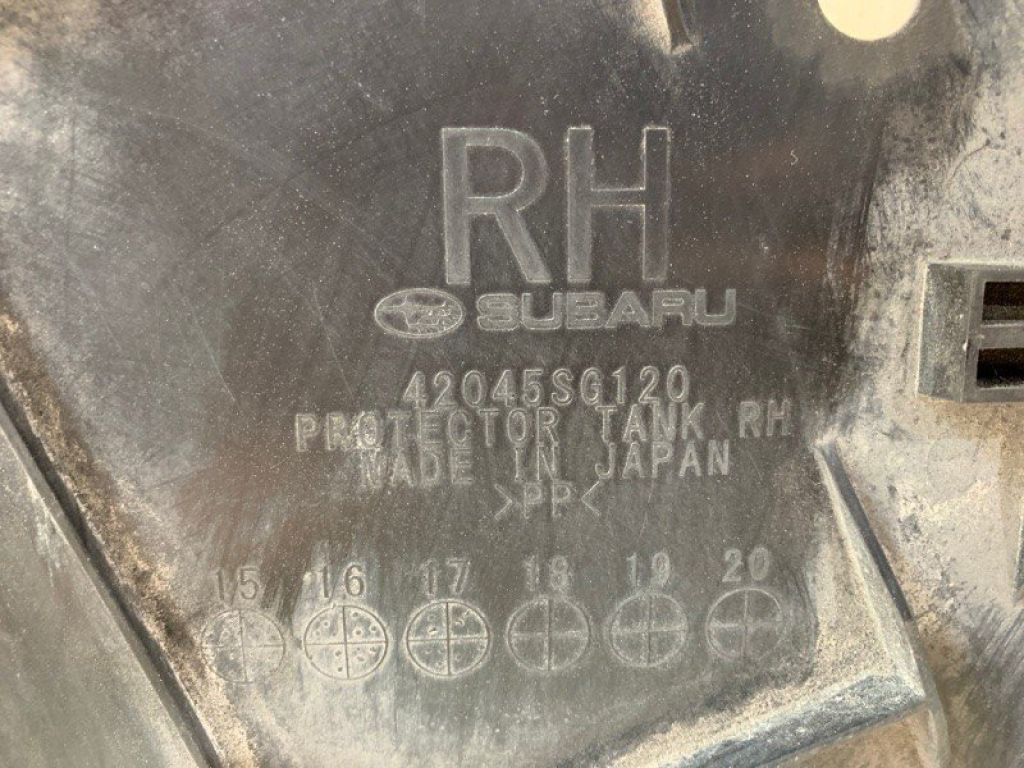 RH
SUBARU
42045SG120
PROTECTOR TANK RH
MADE IN JAPAN
>PP<
15 16 17 18 19 20